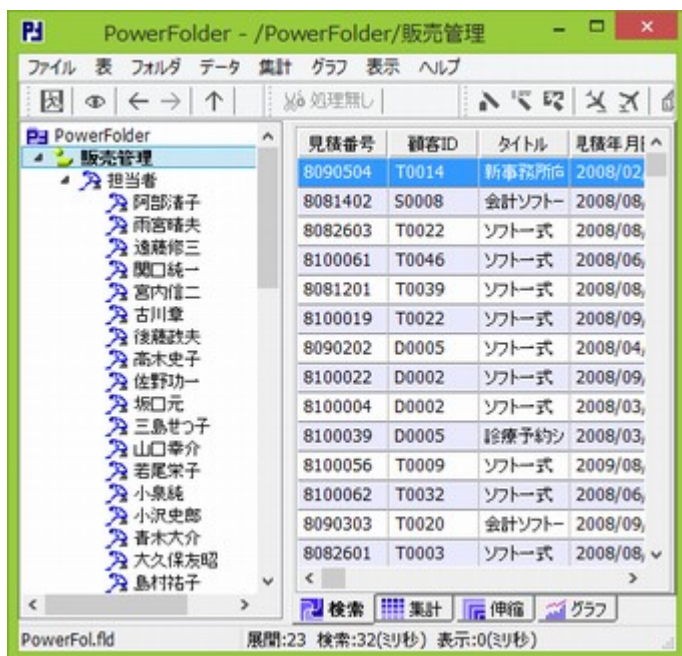 PowerFolder - /PowerFolder/販売管理
ファイル 表 フォルダ データ 集計 グラフ 表示 ヘルプ
処理無し
PowerFolder
販売管理
担当者
阿部清子
雨宮晴夫
遠藤修三
関口純一
宮内信二
古川章
後藤政夫
高木史子
佐野功一
坂口元
三島せつ子
山口幸介
若尾栄子
小泉純
小沢史郎
青木大介
大久保友昭
島村祐子
見積番号 顧客ID タイトル 見積年月
8090504 T0014 新事務所 2008/02/
8081402 S0008 会計ソフトー 2008/08/
8082603 T0022 ソフト一式 2008/08/
8100061 T0046 ソフト一式 2008/06/
8081201 T0039 ソフト一式 2008/08/
8100019 T0022 ソフト一式 2008/09/
8090202 D0005 ソフト一式 2008/04/
8100022 D0002 ソフト一式 2008/09/
8100004 D0002 ソフト一式 2008/03/
8100039 D0005 診療予約シ 2008/03/
8100056 T0009 ソフト一式 2009/08/
8100062 T0032 ソフト一式 2008/06/
8090303 T0020 会計ソフトー 2008/09/
8082601 T0003 ソフト一式 2008/08/
検索 集計 伸縮 グラフ
PowerFol.fld 展開:23 検索:32(ミリ秒) 表示:0(ミリ秒)